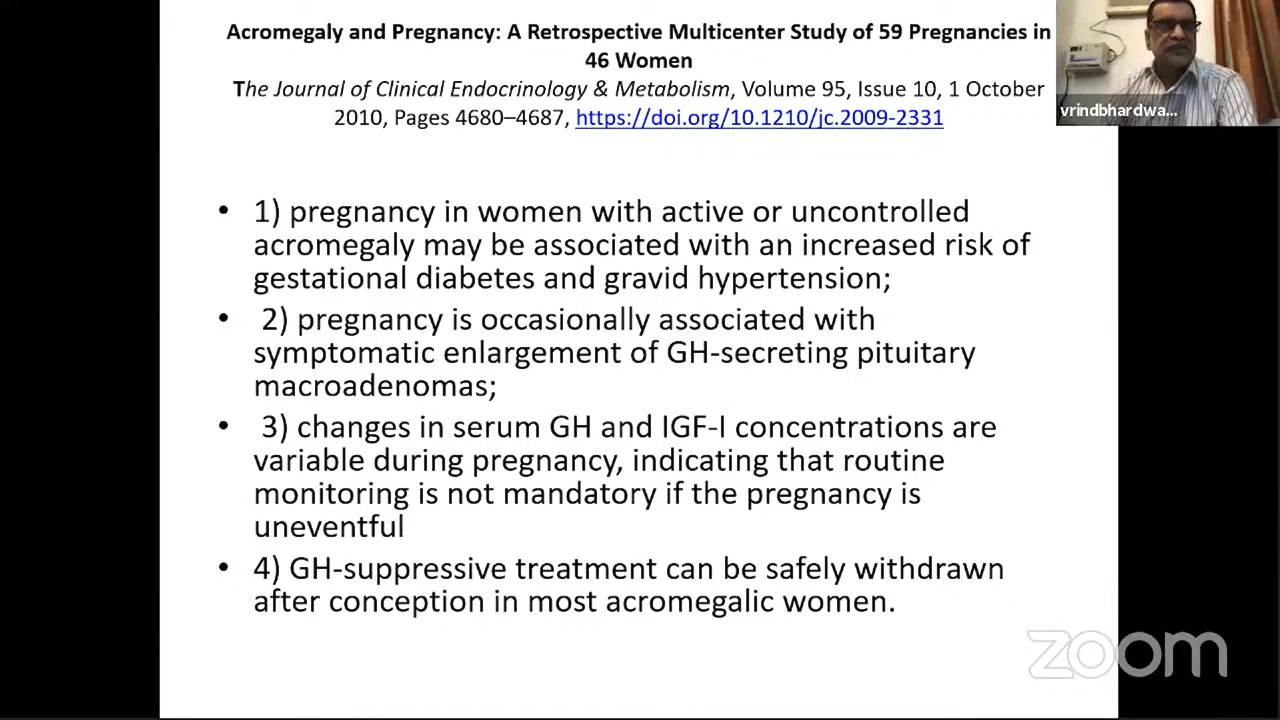 Acromegaly and Pregnancy: A Retrospective Multicenter Study of 59 Pregnancies in
46 Women
The Journal of Clinical Endocrinology & Metabolism, Volume 95, Issue 10, 1 October
2010, Pages 4680–4687, https://doi.org/10.1210/jc.2009-2331
vrindbhardwa...
• 1) pregnancy in women with active or uncontrolled
acromegaly may be associated with an increased risk of
gestational diabetes and gravid hypertension;
• 2) pregnancy is occasionally associated with
symptomatic enlargement of GH-secreting pituitary
macroadenomas;
• 3) changes in serum GH and IGF-I concentrations are
variable during pregnancy, indicating that routine
monitoring is not mandatory if the pregnancy is
uneventful
• 4) GH-suppressive treatment can be safely withdrawn
after conception in most acromegalic women.
zoom